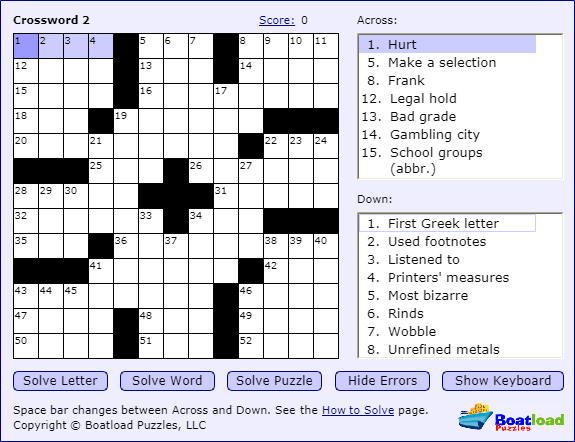 Crossword 2
Score: 0
1 2 3 4 5 6 7 8 9 10 11
12 13 14
15 16 17
18 19
20 21 22 23 24
25 26 27
28 29 30 31
32 33 34
35 36 37 38 39 40
41 42
43 44 45 46
47 48 49
50 51 52
Across:
1. Hurt
5. Make a selection
8. Frank
12. Legal hold
13. Bad grade
14. Gambling city
15. School groups
(abbr.)
Down:
1. First Greek letter
2. Used footnotes
3. Listened to
4. Printers' measures
5. Most bizarre
6. Rinds
7. Wobble
8. Unrefined metals
Solve Letter
Solve Word
Solve Puzzle
Hide Errors
Show Keyboard
Space bar changes between Across and Down. See the How to Solve page.
Copyright © Boatload Puzzles, LLC
Boatload
Puzzles